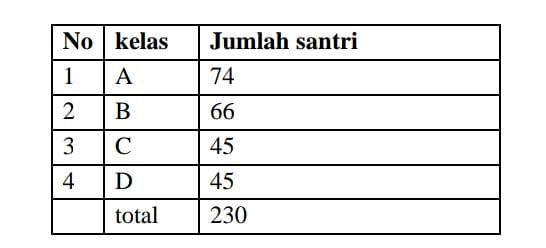 No kelas Jumlah santri
1 A 74
2 B 66
3 C 45
4 D 45
total 230